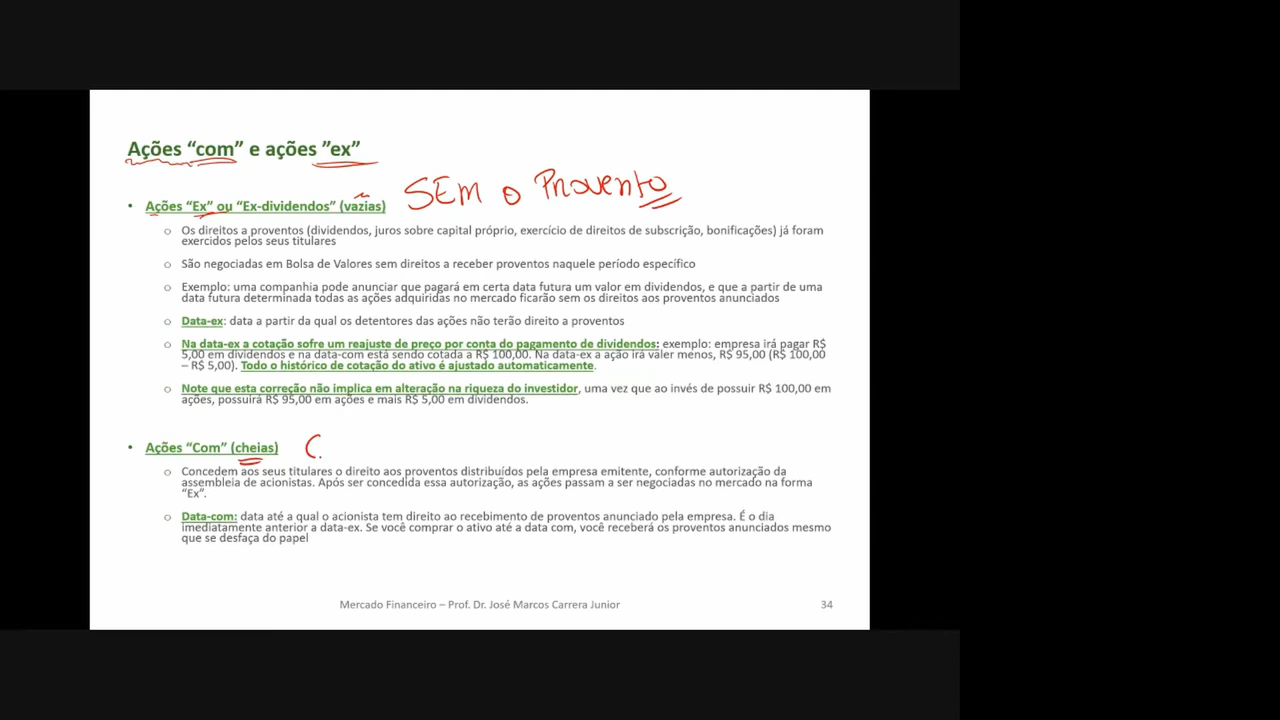 Ações “com” e ações ”ex”
SEM o Provento
• Ações “Ex” ou “Ex-dividendos” (vazias)
o Os direitos a proventos (dividendos, juros sobre capital próprio, exercício de direitos de subscrição, bonificações) já foram
exercidos pelos seus titulares
o São negociadas em Bolsa de Valores sem direitos a receber proventos naquele período específico
o Exemplo: uma companhia pode anunciar que pagará em certa data futura um valor em dividendos, e que a partir de uma
data futura determinada todas as ações adquiridas no mercado ficarão sem os direitos aos proventos anunciados
o Data-ex: data a partir da qual os detentores das ações não terão direito a proventos
o Na data-ex a cotação sofre um reajuste de preço por conta do pagamento de dividendos: exemplo: empresa irá pagar R$
5,00 em dividendos e na data-com está sendo cotada a R$ 100,00. Na data-ex a ação irá valer menos, R$ 95,00 (R$ 100,00
– R$ 5,00). Todo o histórico de cotação do ativo é ajustado automaticamente.
o Note que esta correção não implica em alteração na riqueza do investidor, uma vez que ao invés de possuir R$ 100,00 em
ações, possuirá R$ 95,00 em ações e mais R$ 5,00 em dividendos.
• Ações “Com” (cheias) C
o Concedem aos seus titulares o direito aos proventos distribuídos pela empresa emitente, conforme autorização da
assembleia de acionistas. Após ser concedida essa autorização, as ações passam a ser negociadas no mercado na forma
“Ex”.
o Data-com: data até a qual o acionista tem direito ao recebimento de proventos anunciado pela empresa. É o dia
imediatamente anterior a data-ex. Se você comprar o ativo até a data com, você receberá os proventos anunciados mesmo
que se desfaça do papel
Mercado Financeiro – Prof. Dr. José Marcos Carrera Junior 34